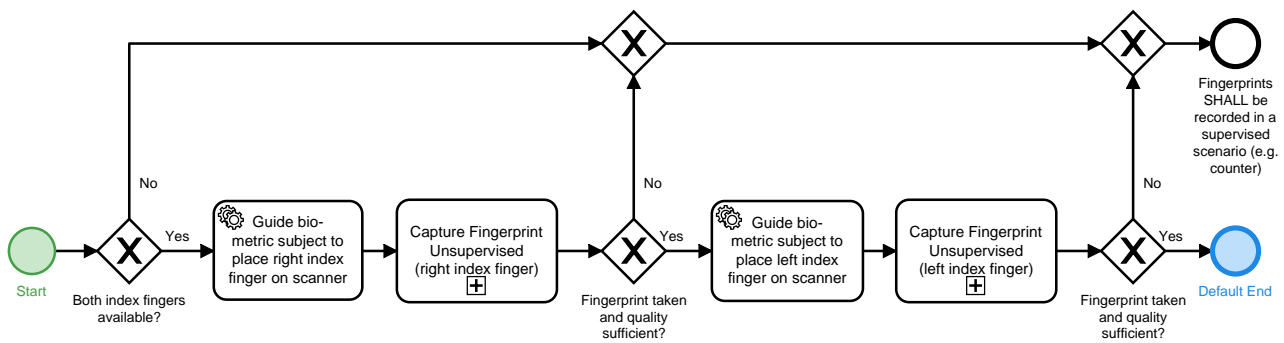 Start
Both index fingers
available?
No
Yes
Guide bio-
metric subject to
place right index
finger on scanner
Capture Fingerprint
Unsupervised
(right index finger)
Fingerprint taken
and quality
sufficient?
No
Yes
Guide bio-
metric subject to
place left index
finger on scanner
Capture Fingerprint
Unsupervised
(left index finger)
Fingerprint taken
and quality
sufficient?
No
Yes
Fingerprints
SHALL be
recorded in a
supervised
scenario (e.g.
counter)
Default End